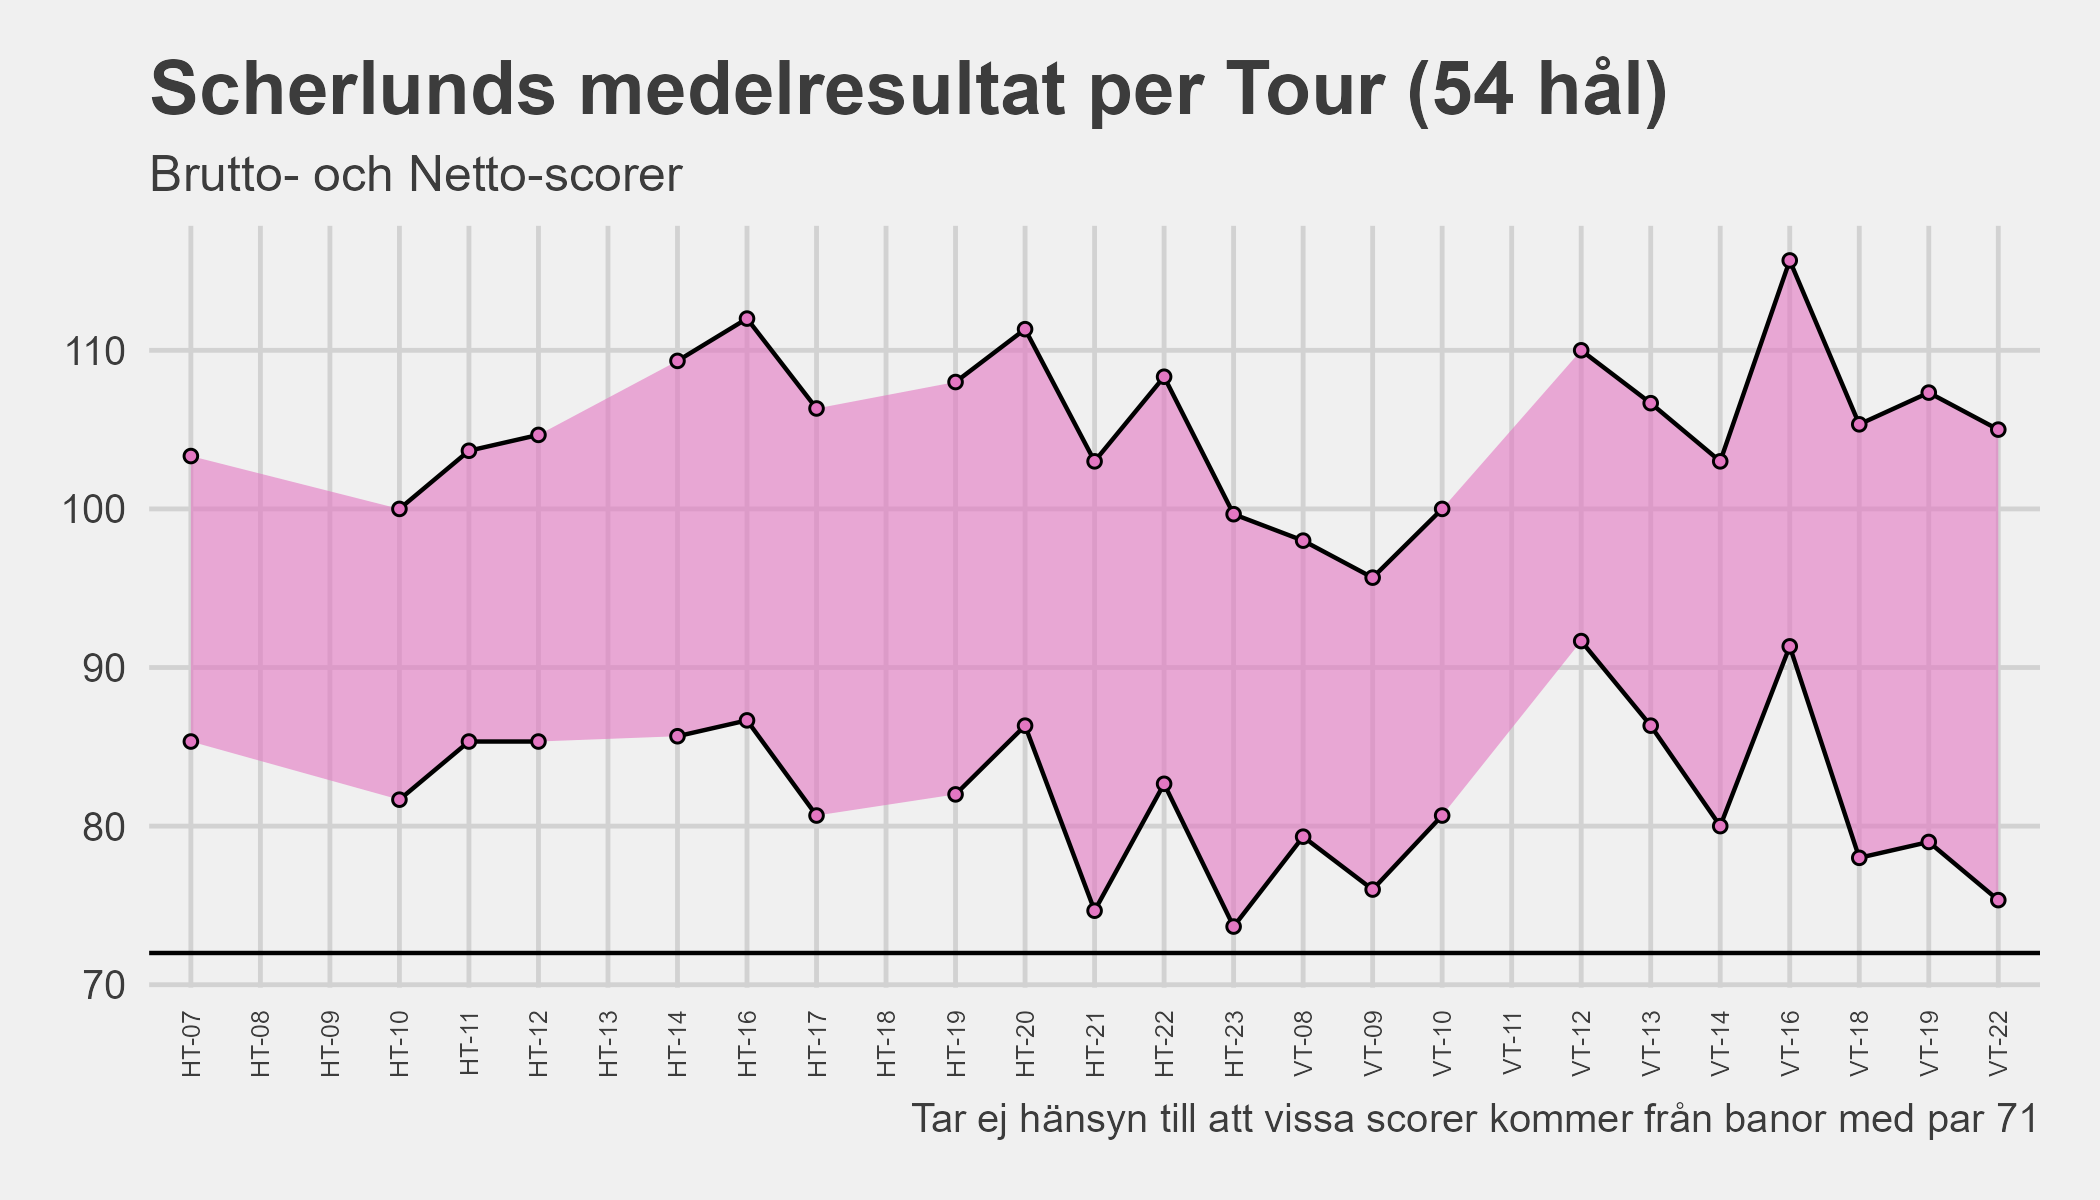 Scherlunds medelresultat per Tour (54 hål)
Brutto- och Netto-scorer
110
100
90
80
70
HT-07 HT-08 HT-09 HT-10 HT-11 HT-12 HT-13 HT-14 HT-16 HT-17 HT-18 HT-19 HT-20 HT-21 HT-22 HT-23 VT-08 VT-09 VT-10 VT-11 VT-12 VT-13 VT-14 VT-16 VT-18 VT-19 VT-22
Tar ej hänsyn till att vissa scorer kommer från banor med par 71